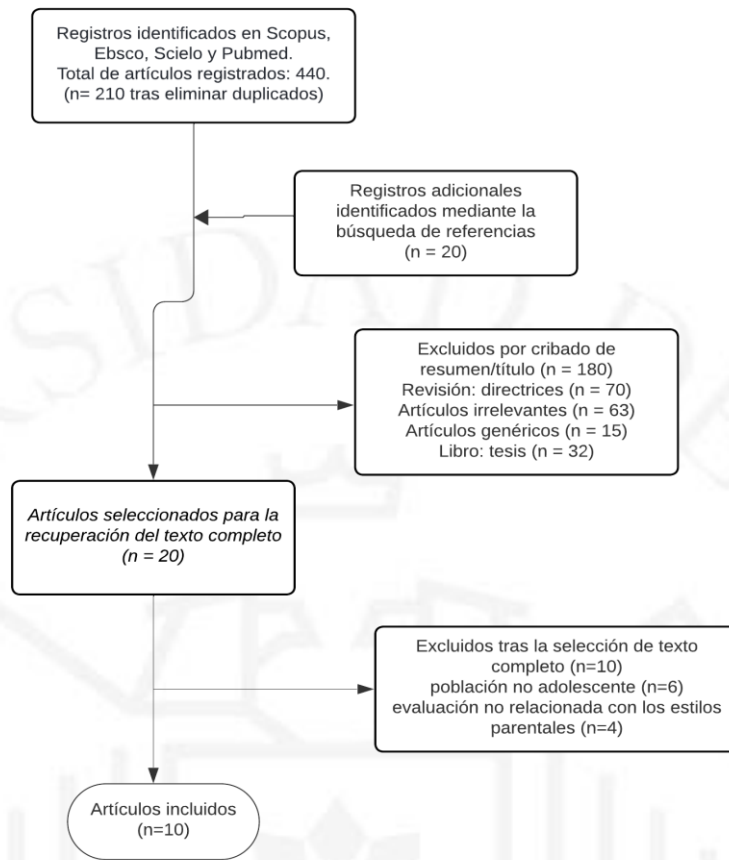 Registros identificados en Scopus,
Ebsco, Scielo y Pubmed.
Total de artículos registrados: 440.
(n= 210 tras eliminar duplicados)
Registros adicionales
identificados mediante la
búsqueda de referencias
(n = 20)
Excluidos por cribado de
resumen/título (n = 180)
Revisión: directrices (n = 70)
Artículos irrelevantes (n = 63)
Artículos genéricos (n = 15)
Libro: tesis (n = 32)
Artículos seleccionados para la
recuperación del texto completo
(n = 20)
Excluidos tras la selección de texto
completo (n=10)
población no adolescente (n=6)
evaluación no relacionada con los estilos
parentales (n=4)
Artículos incluidos
(n=10)